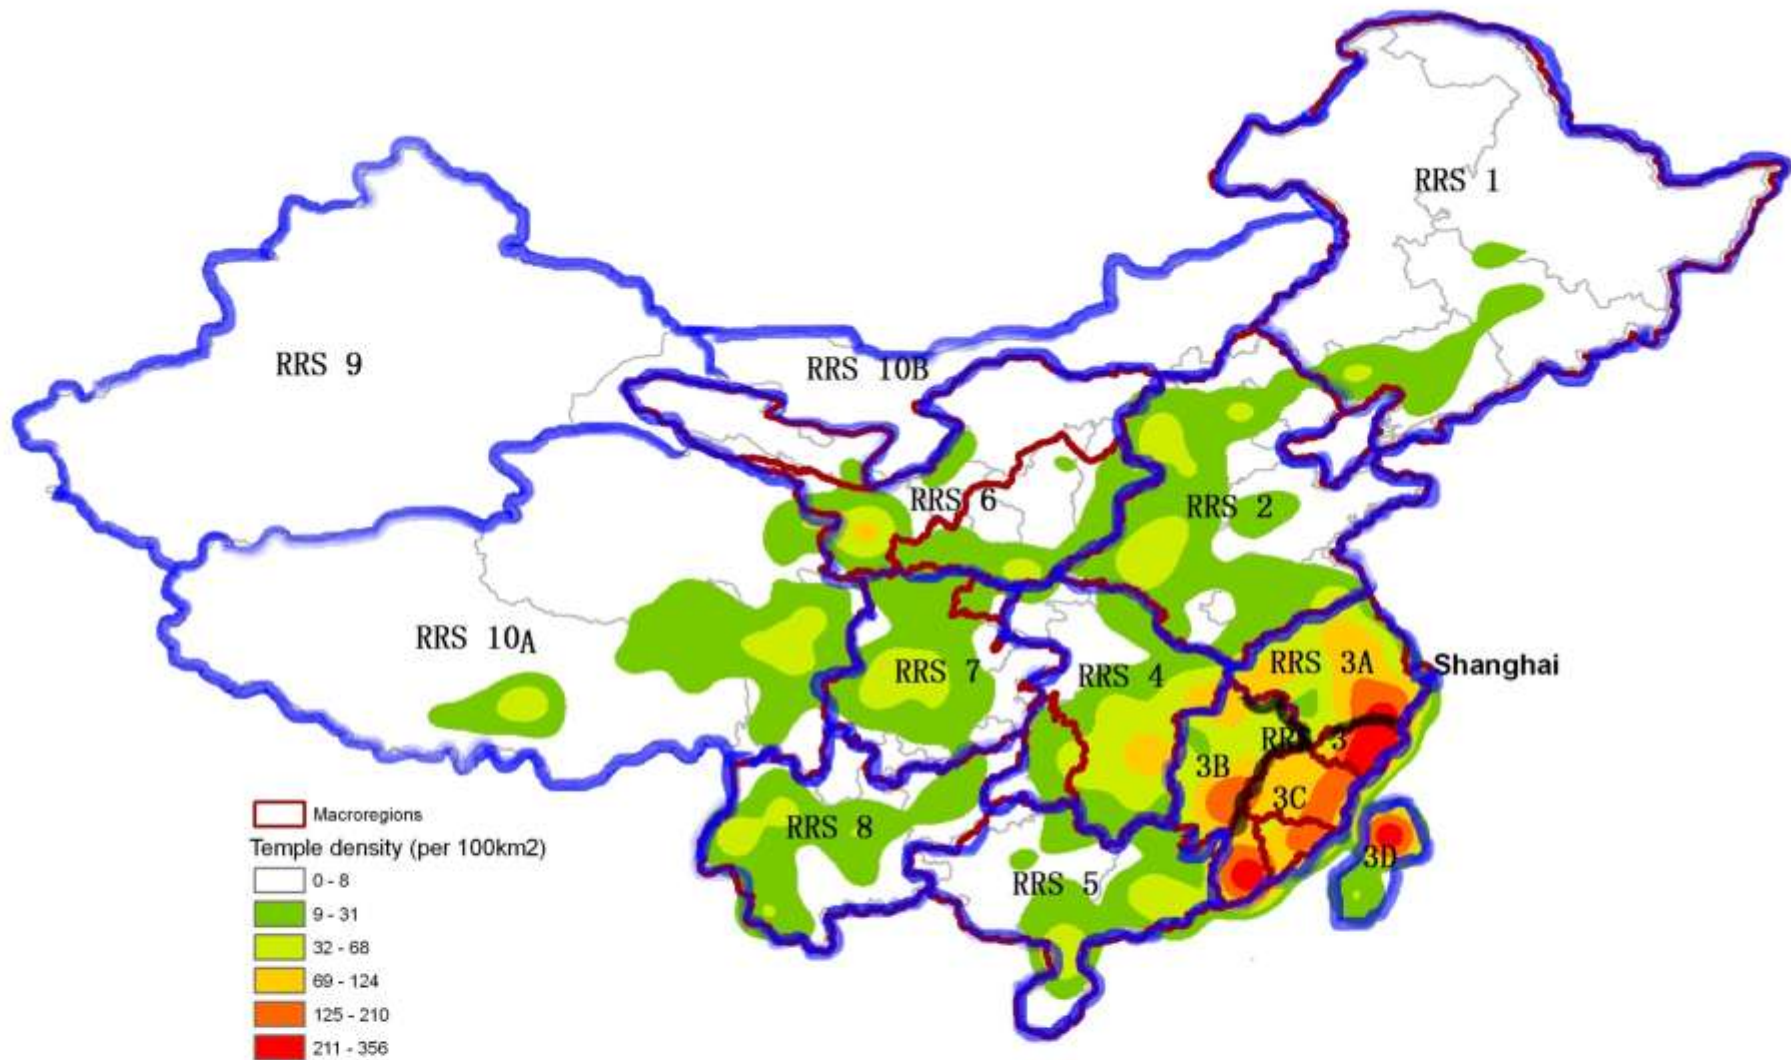 RRS 1
RRS 9
RRS 10B
RRS 6
RRS 2
RRS 10A
RRS 7
RRS 4
RRS 3A
Shanghai
RRS 3
3B
3C
RRS 8
3D
RRS 5
Macroregions
Temple density (per 100km2)
0 - 8
9 - 31
32 - 68
69 - 124
125 - 210
211 - 356